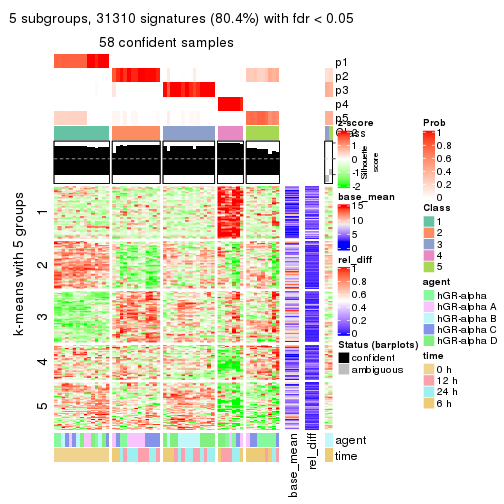 5 subgroups, 31310 signatures (80.4%) with fdr < 0.05
58 confident samples
p1
p2
p3
p4
p5
Class
Silhouette
score
k-means with 5 groups
1
2
3
4
5
agent
time
base_mean
rel_diff
z-score
2
1
0
-1
-2
base_mean
15
10
5
0
rel_diff
1
0.8
0.6
0.4
0.2
0
Status (barplots)
confident
ambiguous
Prob
1
0.8
0.6
0.4
0.2
0
Class
1
2
3
4
5
agent
hGR-alpha
hGR-alpha A
hGR-alpha B
hGR-alpha C
hGR-alpha D
time
0 h
12 h
24 h
6 h